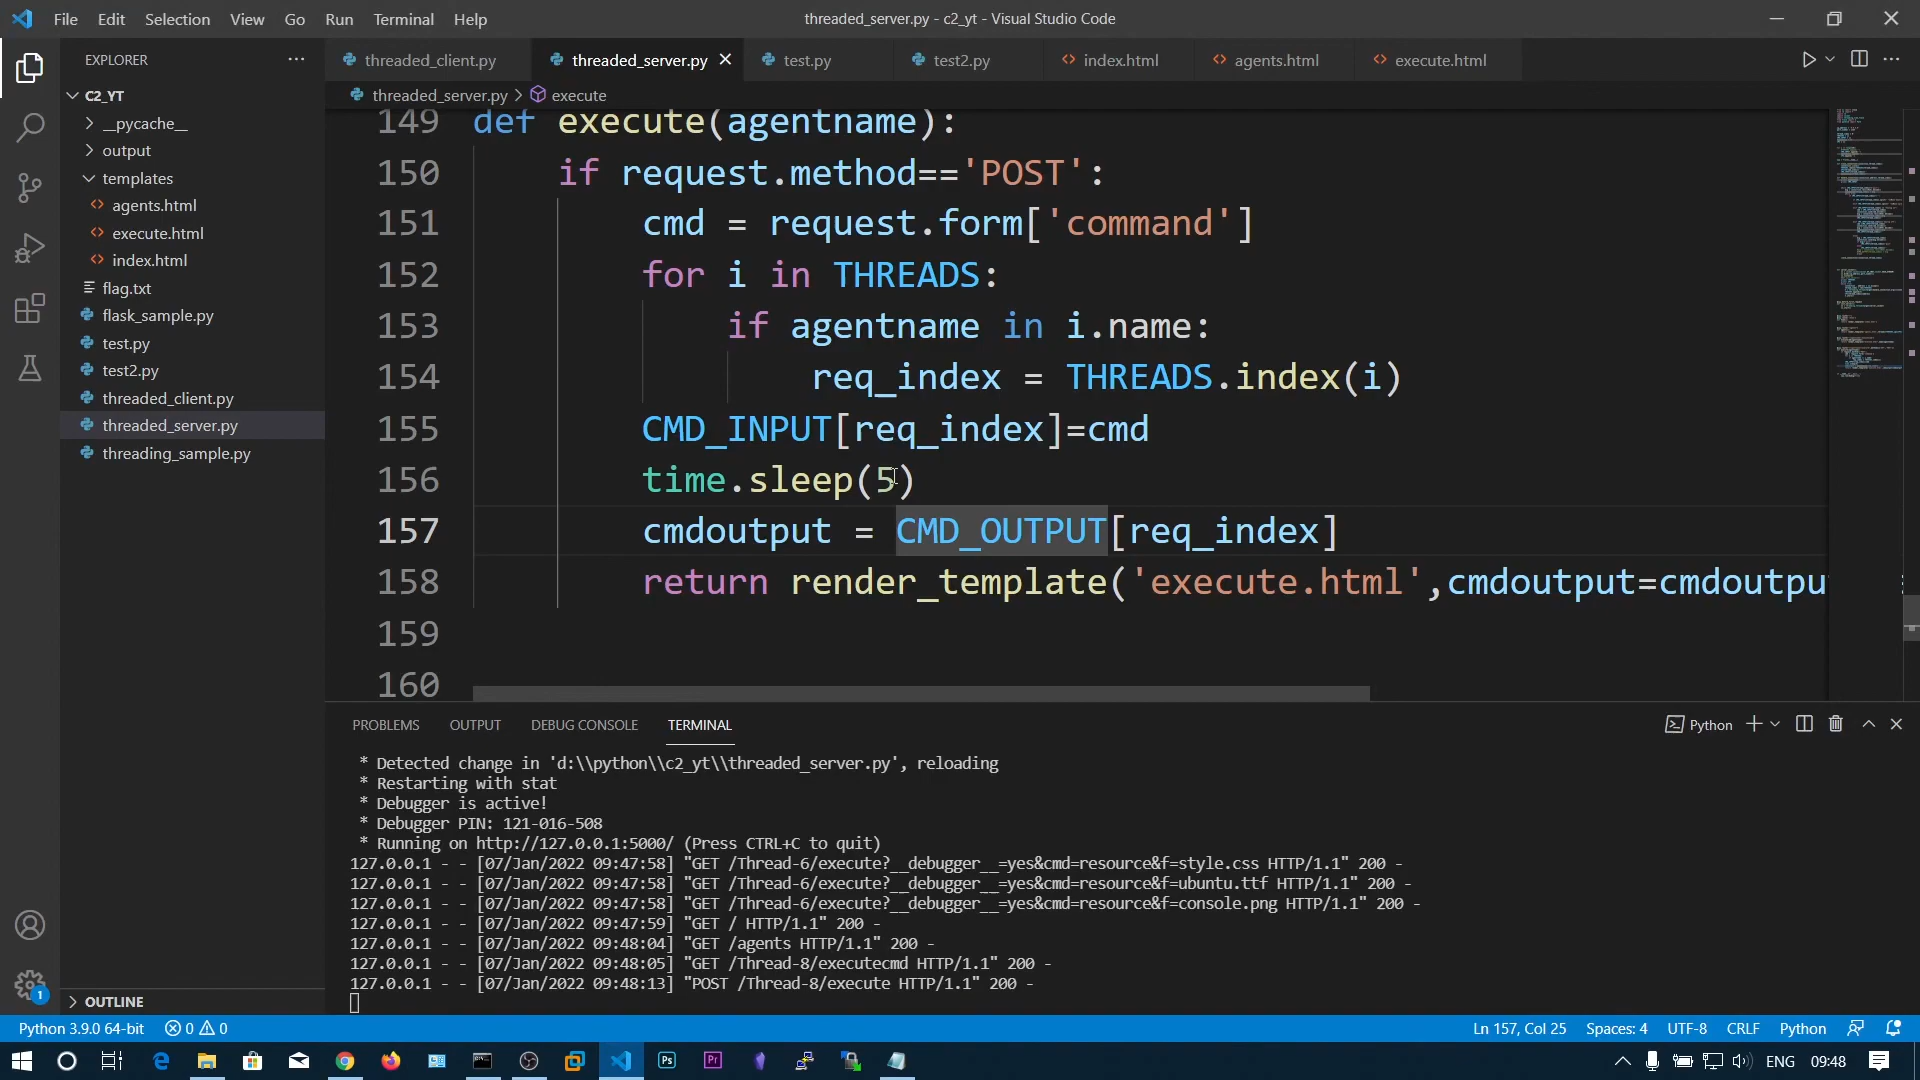 File Edit Selection View Go Run Terminal Help
threaded_server.py - c2_yt - Visual Studio Code
EXPLORER
threaded_client.py
threaded_server.py
test.py
test2.py
index.html
agents.html
execute.html
threaded_server.py > execute
C2_YT
__pycache__
output
templates
agents.html
execute.html
index.html
flag.txt
flask_sample.py
test.py
test2.py
threaded_client.py
threaded_server.py
threading_sample.py
OUTLINE
149 def execute(agentname):
150 if request.method=='POST':
151 cmd = request.form['command']
152 for i in THREADS:
153 if agentname in i.name:
154 req_index = THREADS.index(i)
155 CMD_INPUT[req_index]=cmd
156 time.sleep(5)
157 cmdoutput = CMD_OUTPUT[req_index]
158 return render_template('execute.html',cmdoutput=cmdoutpu
159
160
PROBLEMS OUTPUT DEBUG CONSOLE TERMINAL
Python
* Detected change in 'd:\\python\\c2_yt\\threaded_server.py', reloading
* Restarting with stat
* Debugger is active!
* Debugger PIN: 121-016-508
* Running on http://127.0.0.1:5000/ (Press CTRL+C to quit)
127.0.0.1 - - [07/Jan/2022 09:47:58] "GET /Thread-6/execute?__debugger__=yes&cmd=resource&f=style.css HTTP/1.1" 200 -
127.0.0.1 - - [07/Jan/2022 09:47:58] "GET /Thread-6/execute?__debugger__=yes&cmd=resource&f=ubuntu.ttf HTTP/1.1" 200 -
127.0.0.1 - - [07/Jan/2022 09:47:58] "GET /Thread-6/execute?__debugger__=yes&cmd=resource&f=console.png HTTP/1.1" 200 -
127.0.0.1 - - [07/Jan/2022 09:47:59] "GET / HTTP/1.1" 200 -
127.0.0.1 - - [07/Jan/2022 09:48:04] "GET /agents HTTP/1.1" 200 -
127.0.0.1 - - [07/Jan/2022 09:48:05] "GET /Thread-8/executecmd HTTP/1.1" 200 -
127.0.0.1 - - [07/Jan/2022 09:48:13] "POST /Thread-8/execute HTTP/1.1" 200 -
1
Python 3.9.0 64-bit 0 0
Ln 157, Col 25 Spaces: 4 UTF-8 CRLF Python
Ps
Pr
ENG 09:48